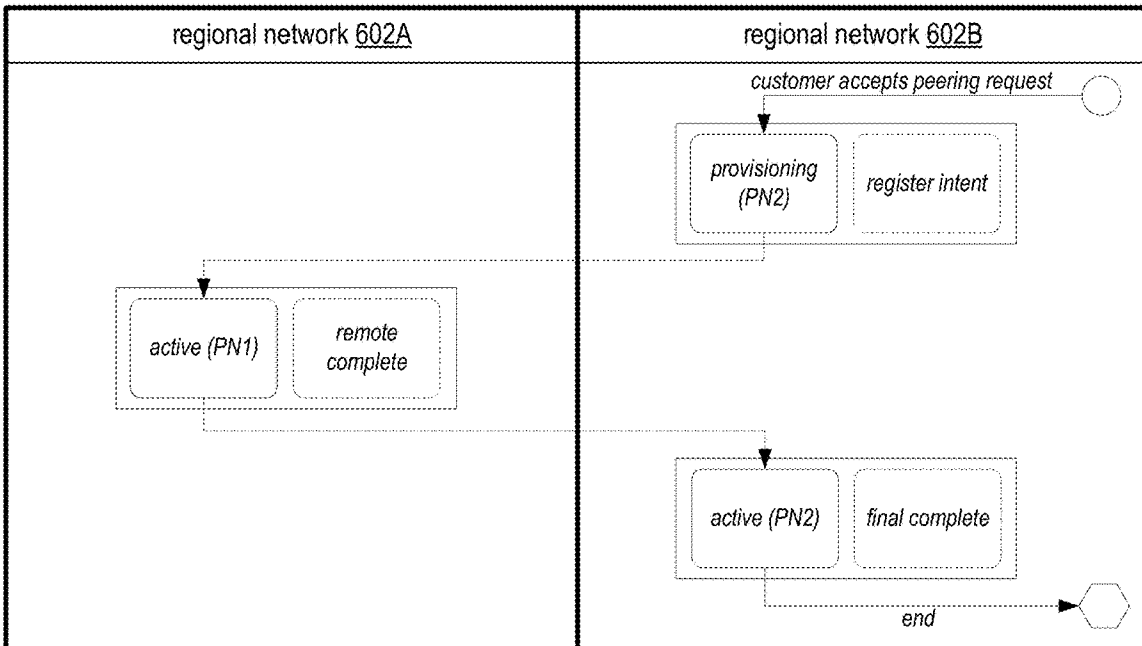 regional network 602A
regional network 602B
customer accepts peering request
provisioning
(PN2)
register intent
active (PN1)
remote
complete
active (PN2)
final complete
end